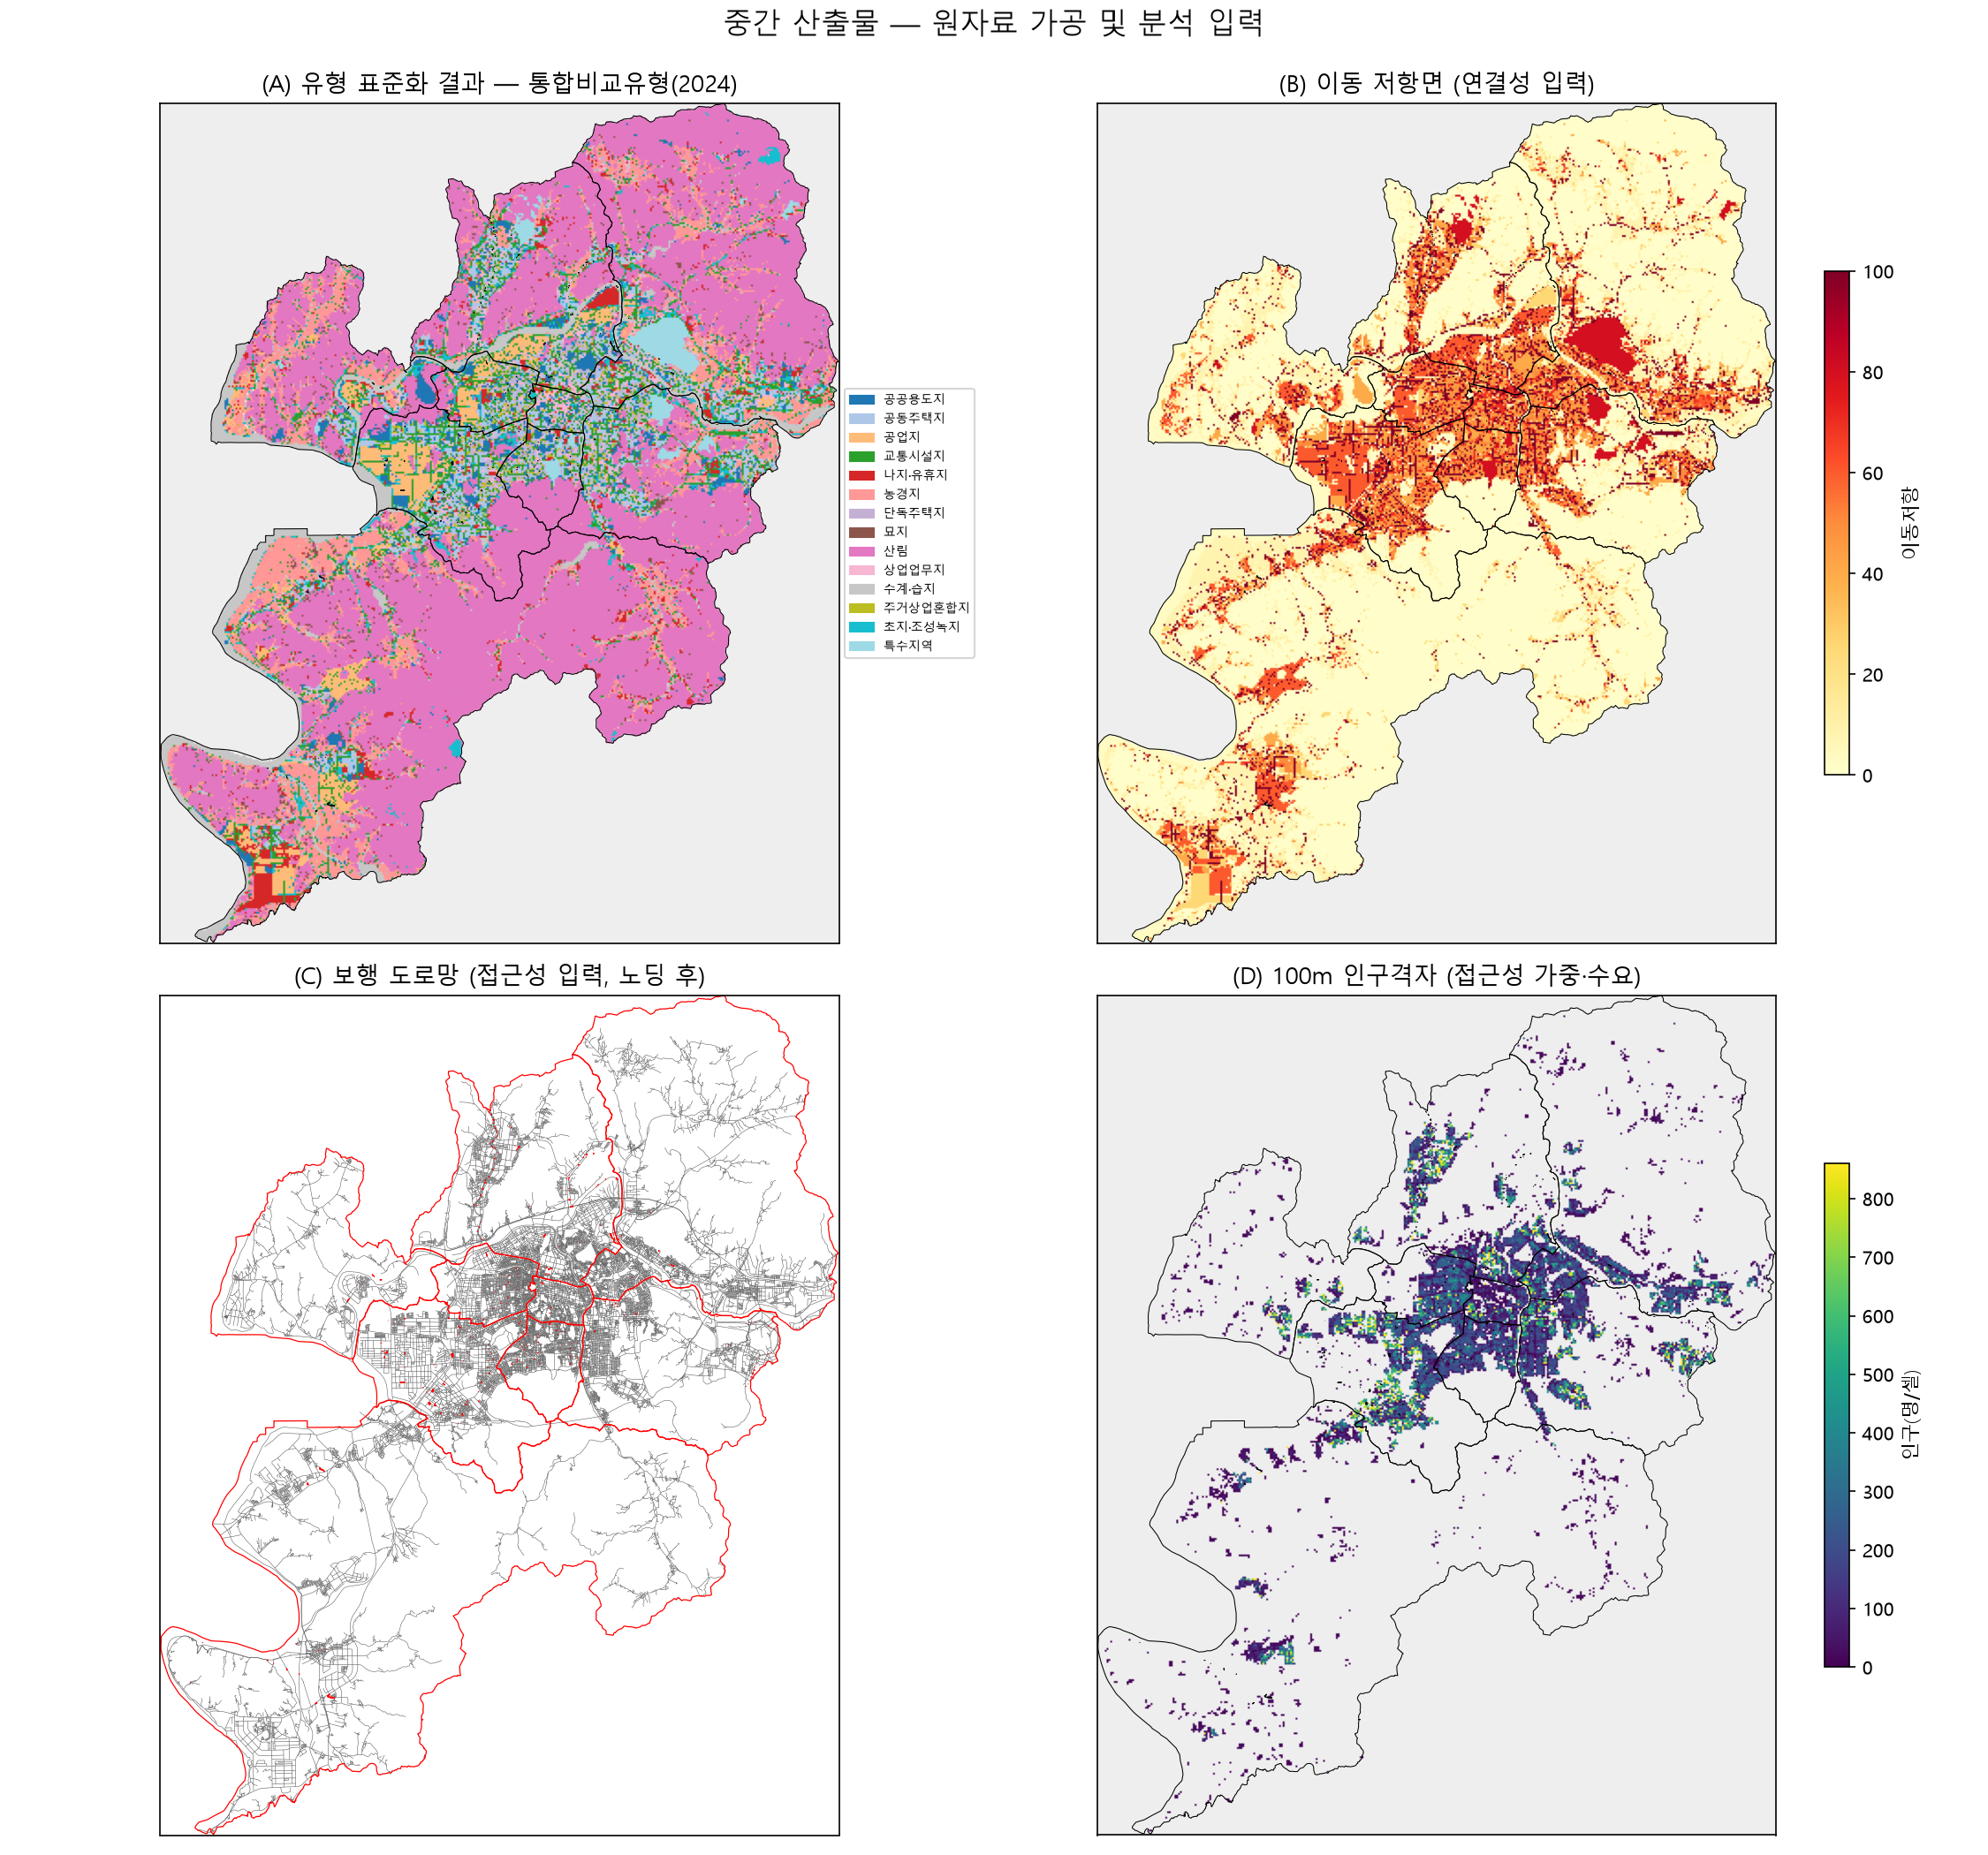 중간 산출물 — 원자료 가공 및 분석 입력
(A) 유형 표준화 결과 — 통합비교유형(2024)
공공용도지
공동주택지
공업지
교통시설지
나지·유휴지
농경지
단독주택지
묘지
산림
상업업무지
수계·습지
주거상업혼합지
초지·조성녹지
특수지역
(B) 이동 저항면 (연결성 입력)
100
80
60
40
20
0
이동저항
(C) 보행 도로망 (접근성 입력, 노딩 후)
(D) 100m 인구격자 (접근성 가중·수요)
800
700
600
500
400
300
200
100
0
인구(명/셀)